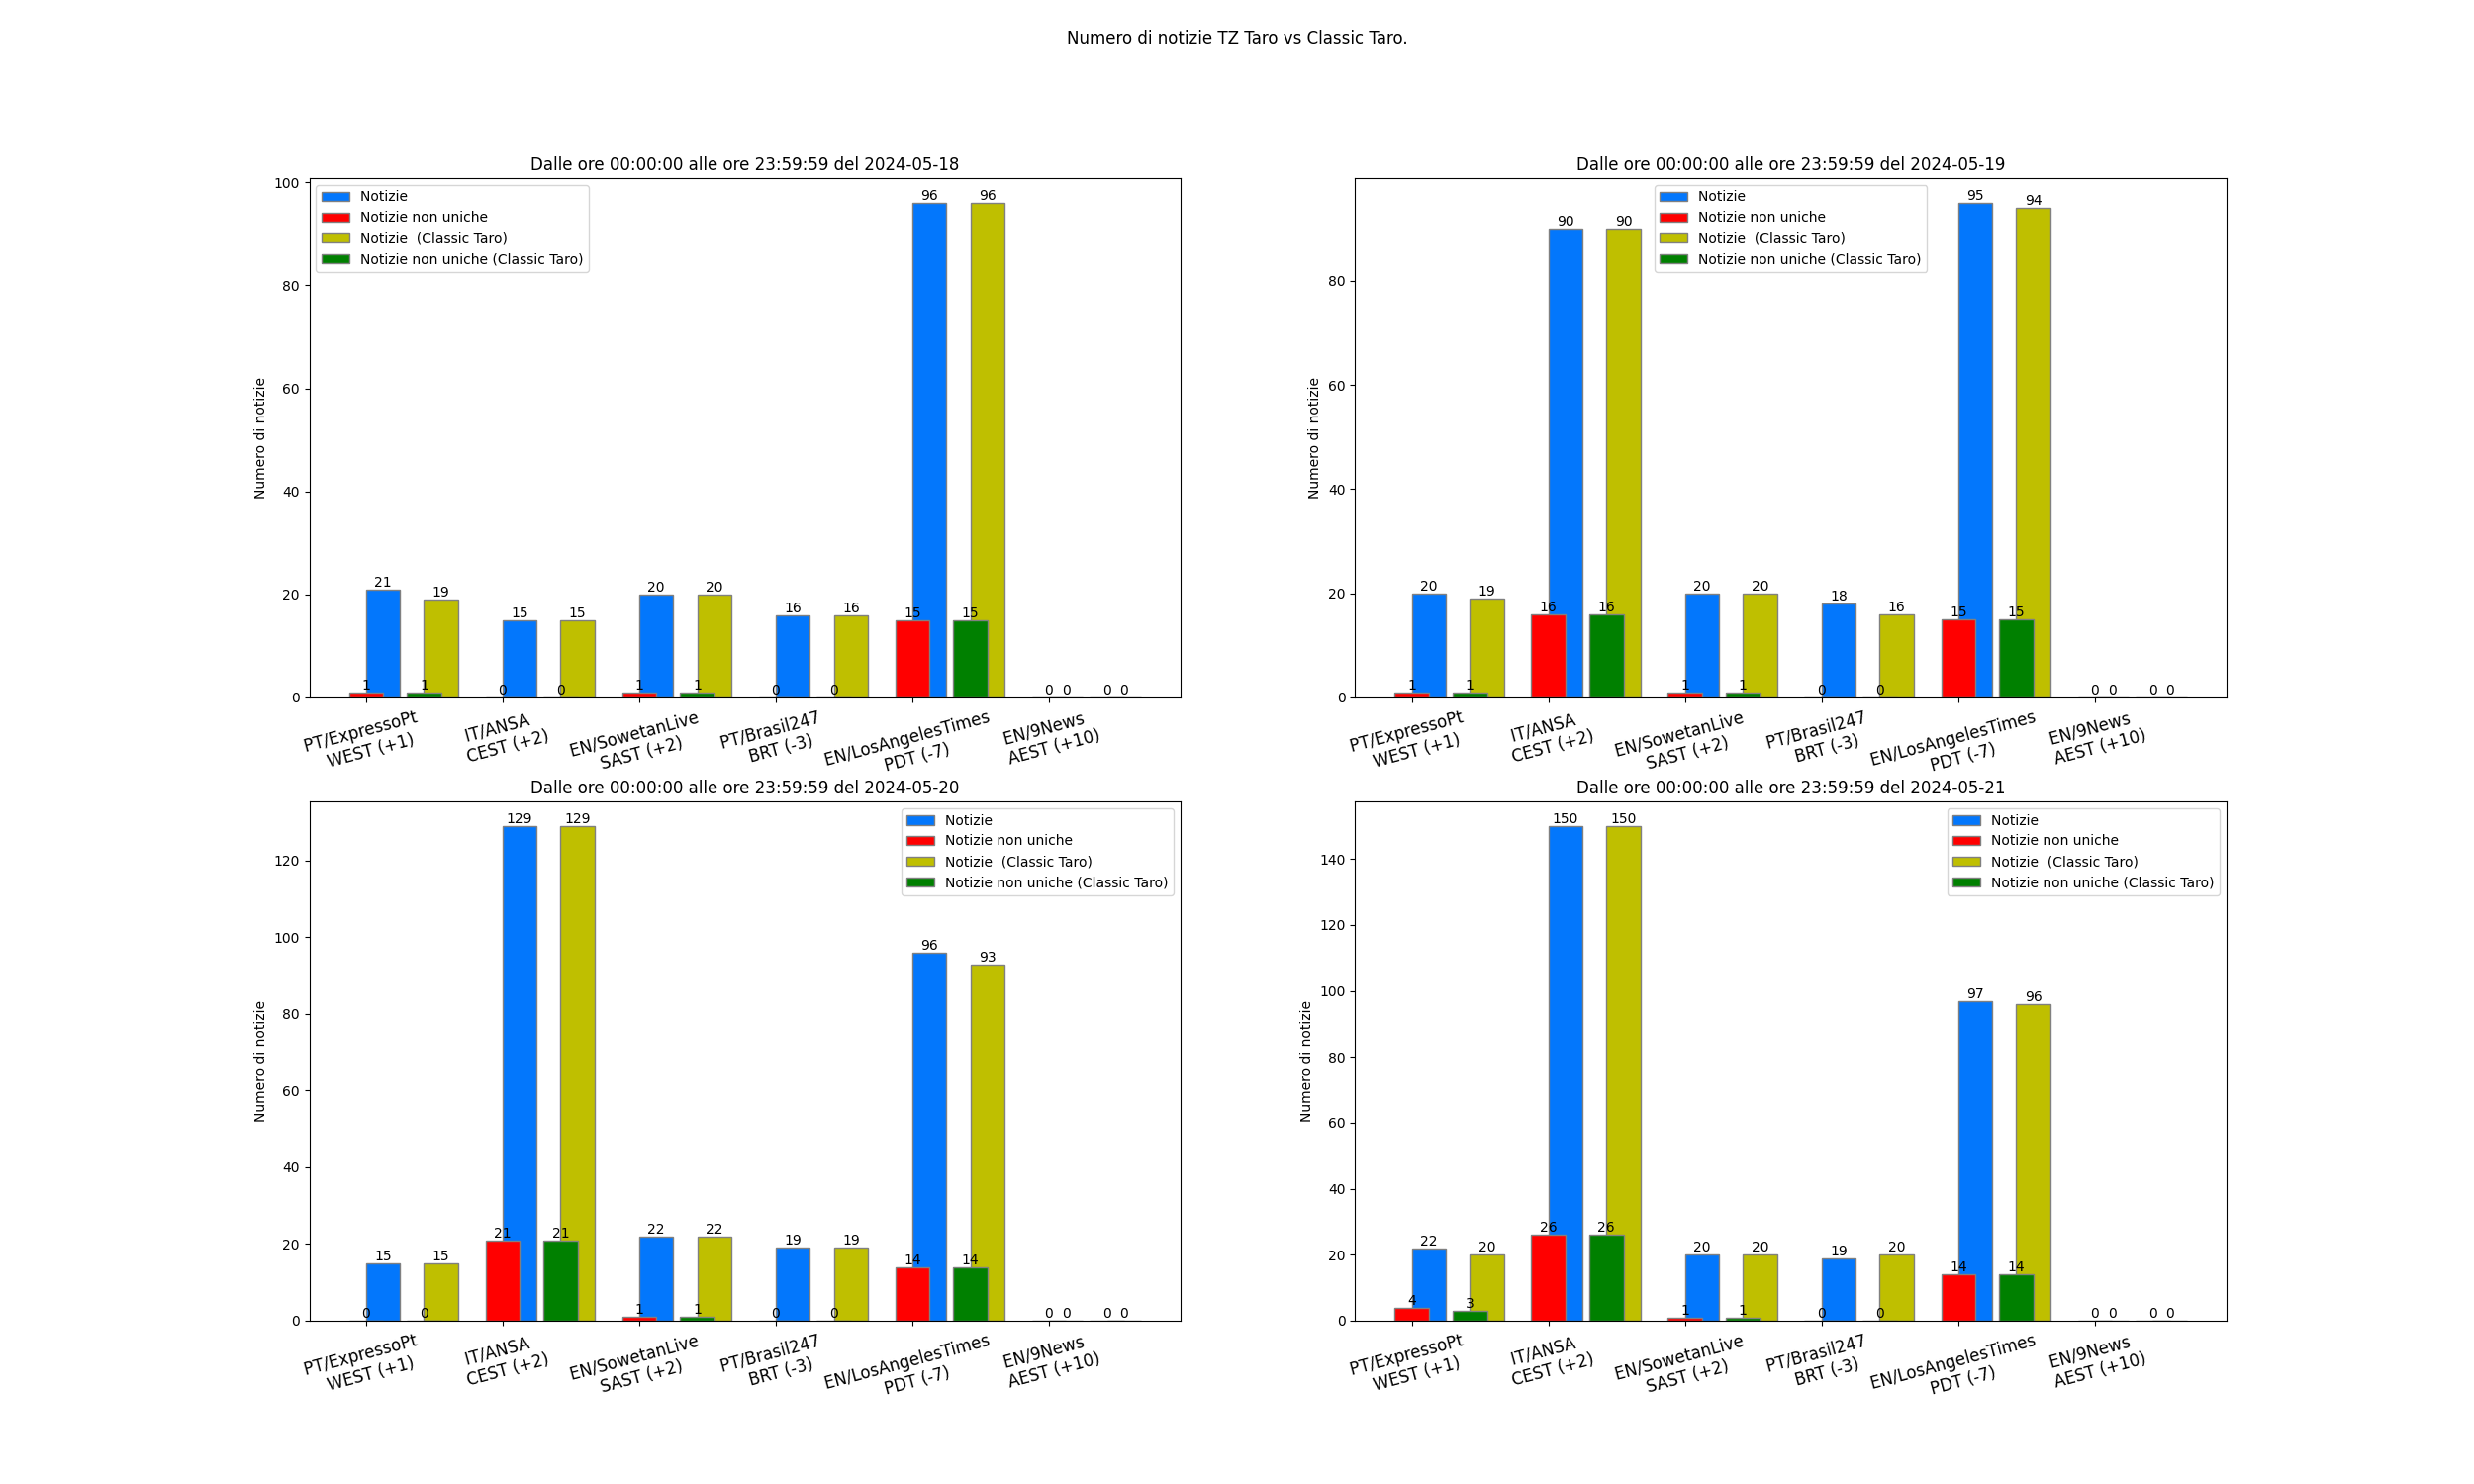 Numero di notizie TZ Taro vs Classic Taro.
Dalle ore 00:00:00 alle ore 23:59:59 del 2024-05-18
Numero di notizie
100
80
60
40
20
0
Notizie
Notizie non uniche
Notizie  (Classic Taro)
Notizie non uniche (Classic Taro)
96 96
21 19 15 15 20 20 16 16 15 15
1 1 0 0 1 1 0 0 0 0 0 0
PT/ExpressoPt
WEST (+1)
IT/ANSA
CEST (+2)
EN/SowetanLive
SAST (+2)
PT/Brasil247
BRT (-3)
EN/LosAngelesTimes
PDT (-7)
EN/9News
AEST (+10)
Dalle ore 00:00:00 alle ore 23:59:59 del 2024-05-19
Numero di notizie
80
60
40
20
0
Notizie
Notizie non uniche
Notizie  (Classic Taro)
Notizie non uniche (Classic Taro)
90 90 95 94
20 19 16 16 20 20 18 16 15 15
1 1 1 1 0 0 0 0 0 0
PT/ExpressoPt
WEST (+1)
IT/ANSA
CEST (+2)
EN/SowetanLive
SAST (+2)
PT/Brasil247
BRT (-3)
EN/LosAngelesTimes
PDT (-7)
EN/9News
AEST (+10)
Dalle ore 00:00:00 alle ore 23:59:59 del 2024-05-20
Numero di notizie
120
100
80
60
40
20
0
Notizie
Notizie non uniche
Notizie  (Classic Taro)
Notizie non uniche (Classic Taro)
129 129
96 93
15 15 21 21 22 22 19 19 14 14
0 0 1 1 0 0 0 0 0 0
PT/ExpressoPt
WEST (+1)
IT/ANSA
CEST (+2)
EN/SowetanLive
SAST (+2)
PT/Brasil247
BRT (-3)
EN/LosAngelesTimes
PDT (-7)
EN/9News
AEST (+10)
Dalle ore 00:00:00 alle ore 23:59:59 del 2024-05-21
Numero di notizie
140
120
100
80
60
40
20
0
Notizie
Notizie non uniche
Notizie  (Classic Taro)
Notizie non uniche (Classic Taro)
150 150
97 96
22 20 26 26 20 20 19 20 14 14
4 3 1 1 0 0 0 0 0 0
PT/ExpressoPt
WEST (+1)
IT/ANSA
CEST (+2)
EN/SowetanLive
SAST (+2)
PT/Brasil247
BRT (-3)
EN/LosAngelesTimes
PDT (-7)
EN/9News
AEST (+10)